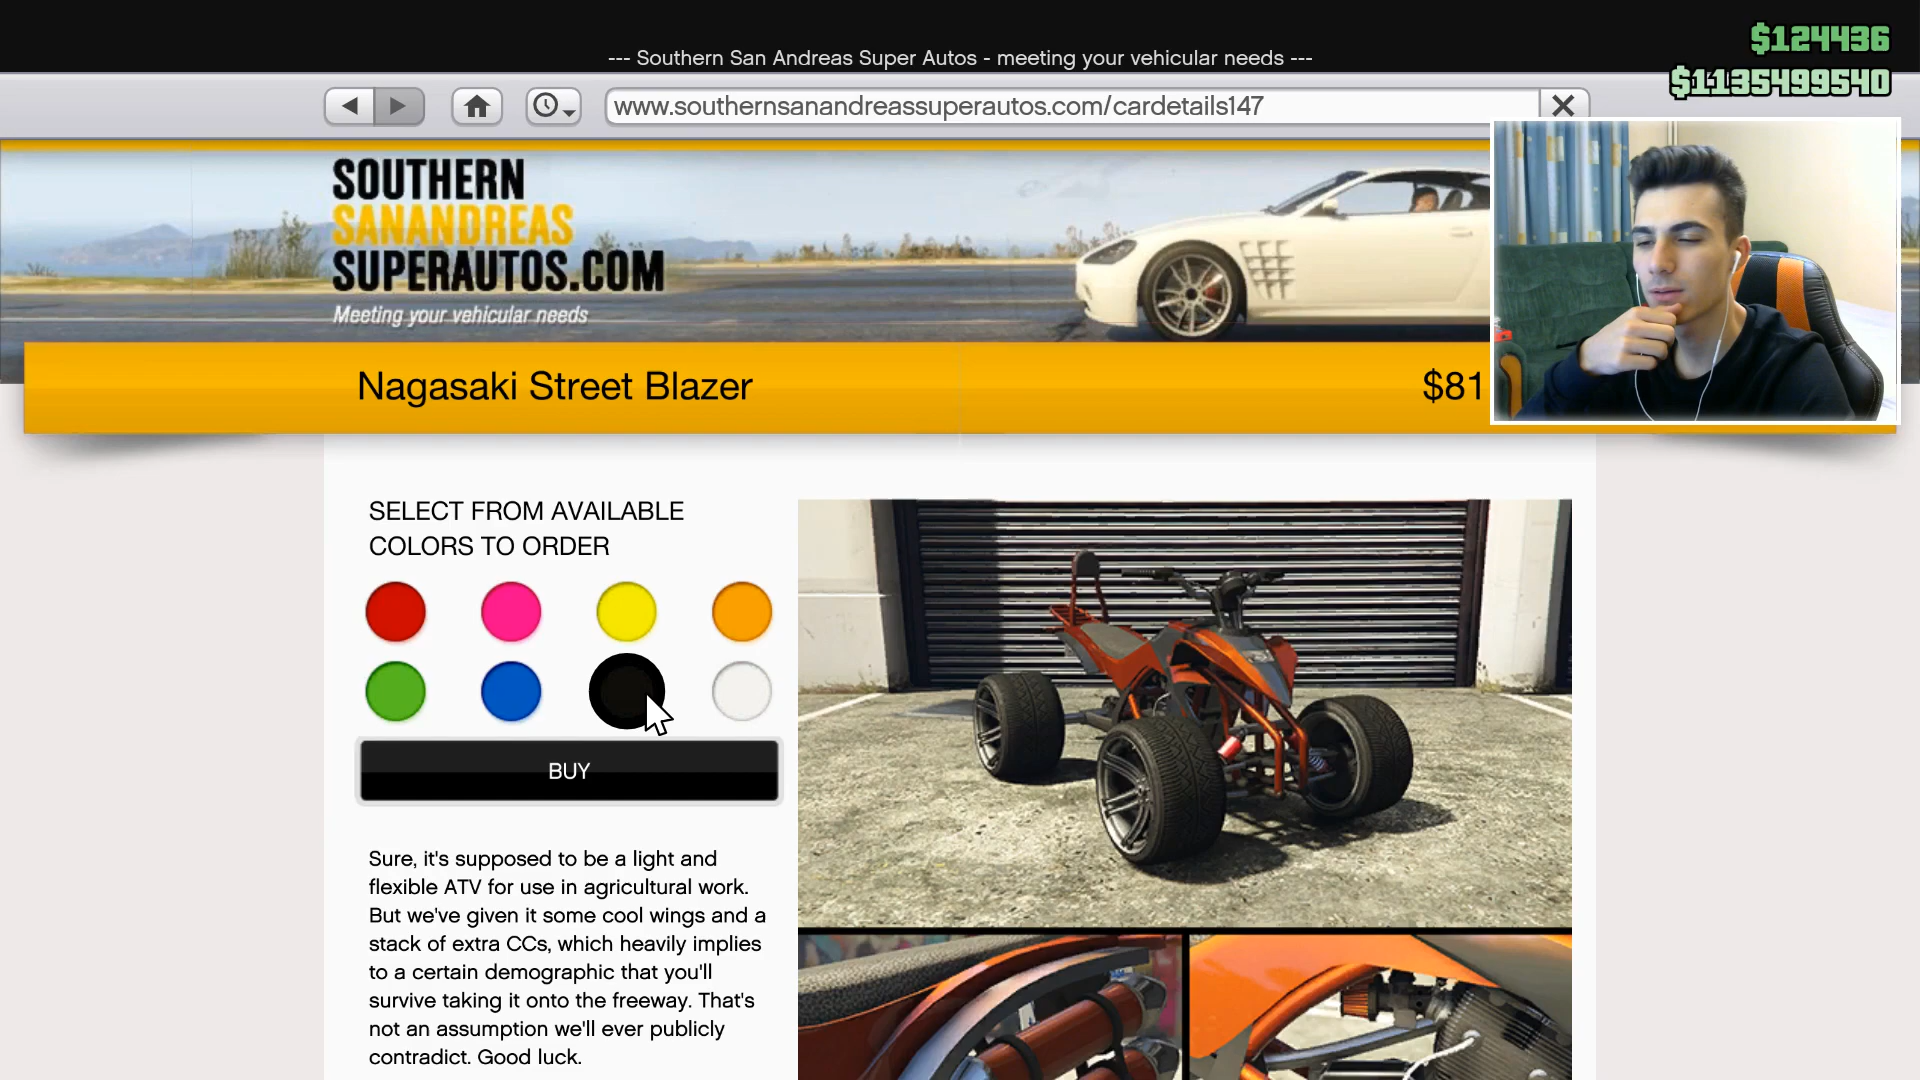 --- Southern San Andreas Super Autos - meeting your vehicular needs ---
$124436
$1135499540
www.southernsanandreassuperautos.com/cardetails147
SOUTHERN
SANANDREAS
SUPERAUTOS.COM
Meeting your vehicular needs
Nagasaki Street Blazer
$81
SELECT FROM AVAILABLE
COLORS TO ORDER
BUY
Sure, it's supposed to be a light and
flexible ATV for use in agricultural work.
But we've given it some cool wings and a
stack of extra CCs, which heavily implies
to a certain demographic that you'll
survive taking it onto the freeway. That's
not an assumption we'll ever publicly
contradict. Good luck.